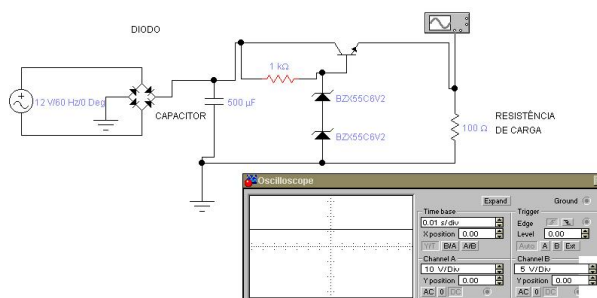 DIODO
1 kΩ
12 V/60 Hz/0 Deg
CAPACITOR
500 µF
BZX55C6V2
BZX55C6V2
100 Ω
RESISTÊNCIA
DE CARGA
Oscilloscope
Expand
Ground
Time base
0.01 s/div
X position 0.00
Y/T B/A A/B
Trigger
Edge
Level 0.00
Auto A B Ext
Channel A
10 V/Div
Y position 0.00
AC 0 DC
Channel B
5 V/Div
Y position 0.00
AC 0 DC